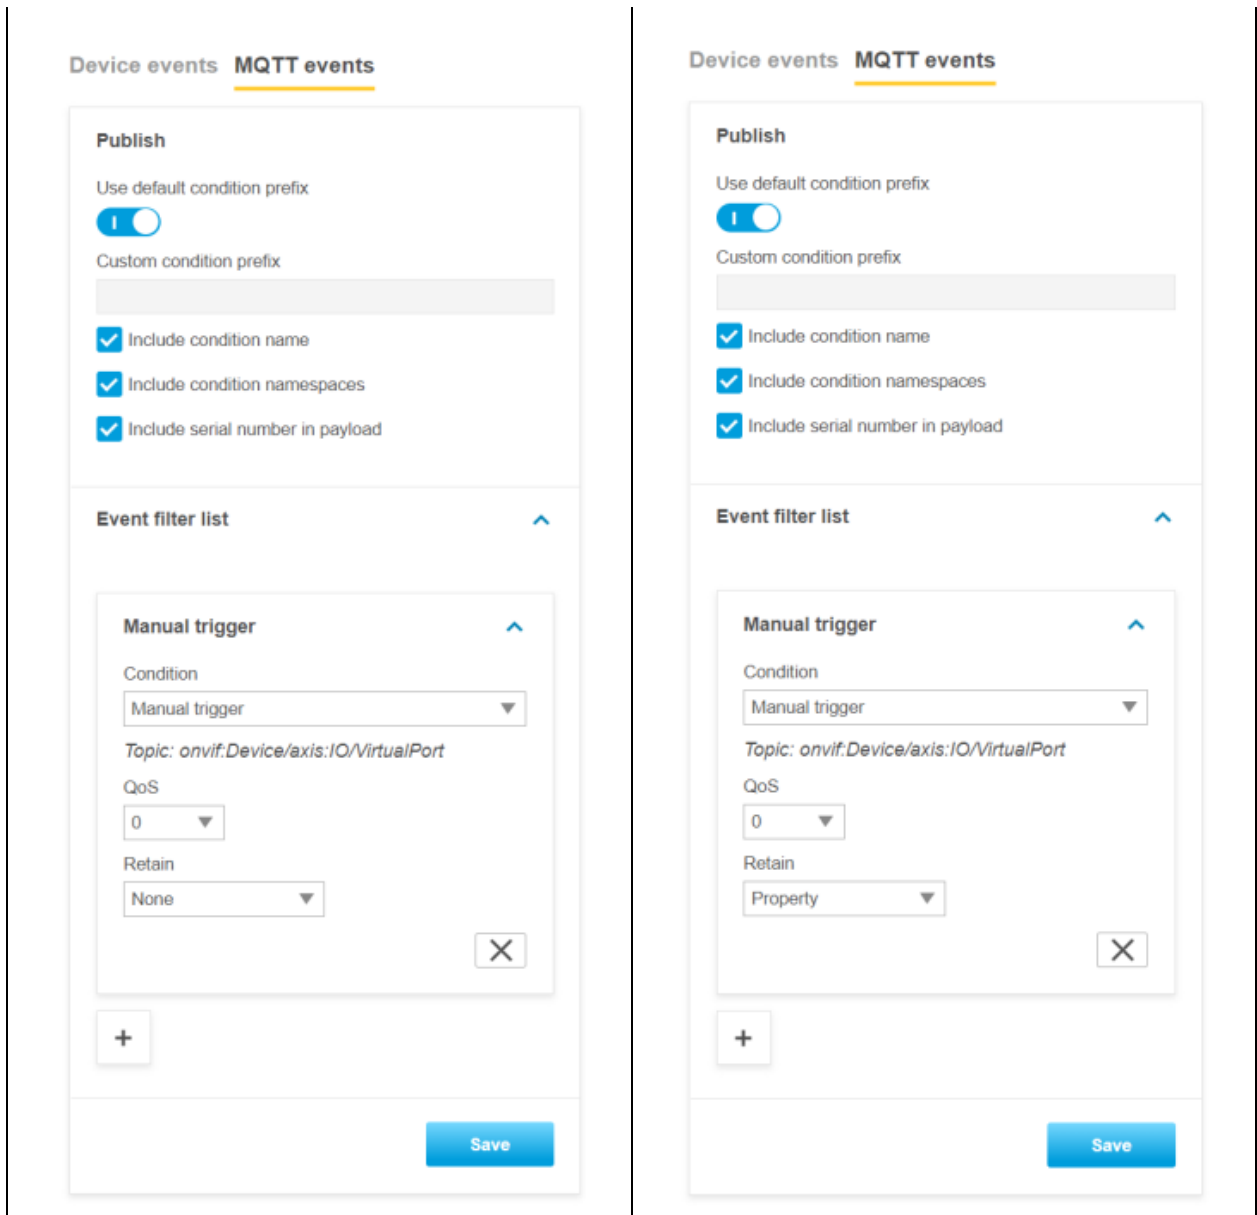 Device events MQTT events
Publish
Use default condition prefix
Custom condition prefix
Include condition name
Include condition namespaces
Include serial number in payload
Event filter list
Manual trigger
Condition
Manual trigger
Topic: onvif:Device/axis:IO/VirtualPort
QoS
0
Retain
None
+
Save
Device events MQTT events
Publish
Use default condition prefix
Custom condition prefix
Include condition name
Include condition namespaces
Include serial number in payload
Event filter list
Manual trigger
Condition
Manual trigger
Topic: onvif:Device/axis:IO/VirtualPort
QoS
0
Retain
Property
+
Save